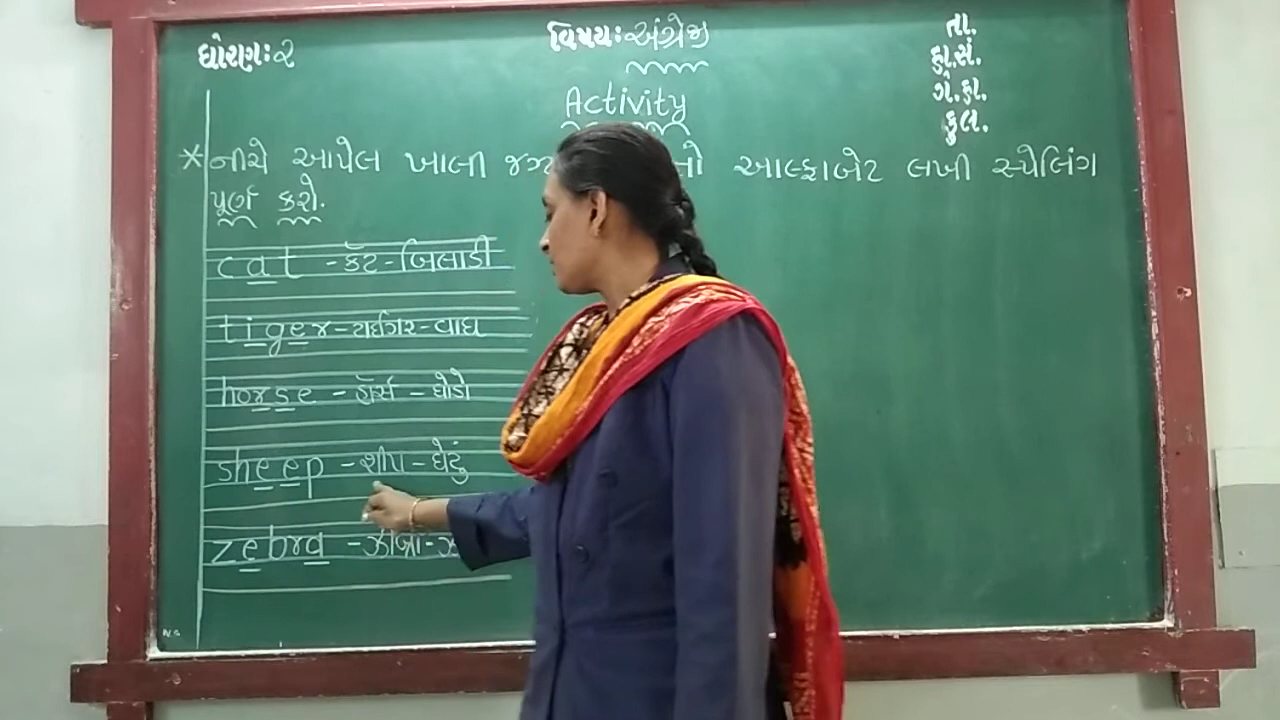 ધોરણ:૨
વિષય:અંગ્રેજી
તા.
હા.સં.
ગે.હા.
કુલ.
Activity
* નીચે આપેલ ખાલી આલ્ફાબેટ લખી સ્પેલિંગ
પૂર્ણ કરો.
cat - કૅટ - બિલાડી
tiger - ટાઈગર - વાઘ
horse - હૉર્સ - ઘોડો
sheep - શીપ - ઘેટું
zebra - ઝીબ્રા -